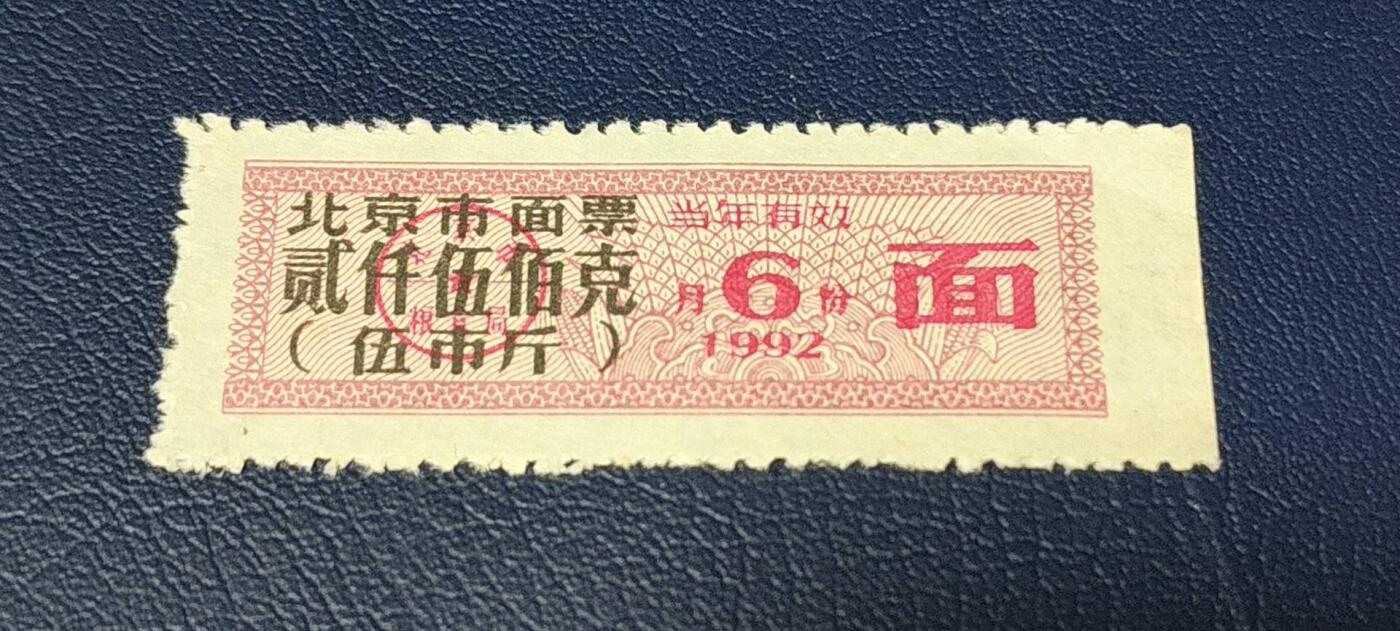 北京市面票
贰仟伍佰克
(伍市斤)
当年有效
月6份
1992
面